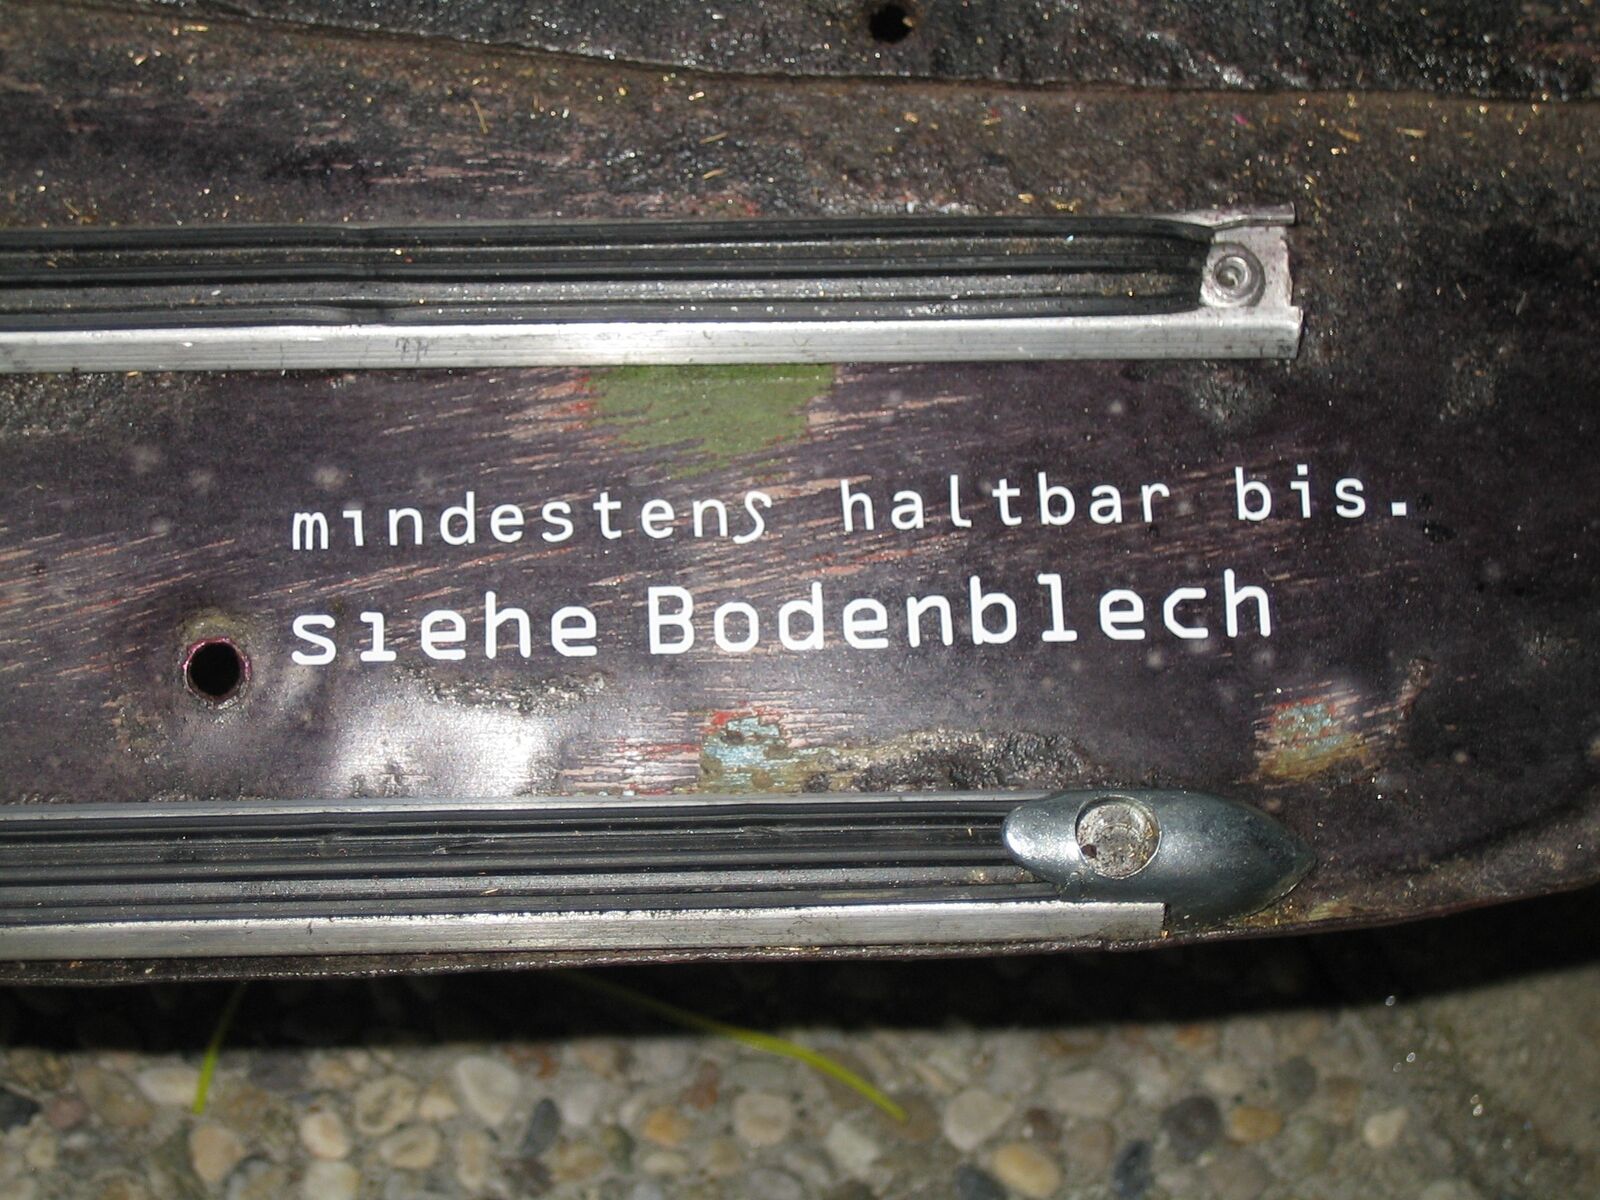 mindestens haltbar bis.
siehe Bodenblech